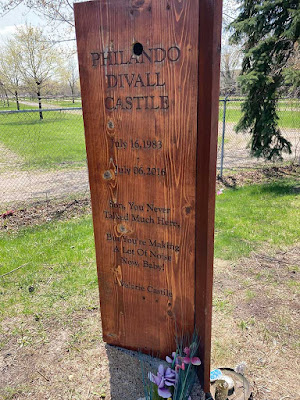 PHILANDO
DIVALL
CASTILE
July 16, 1983
-
July 06, 2016
Son, You Never
Talked Much Here,
But You're Making
A Lot Of Noise
Now, Baby!
Valerie Castile